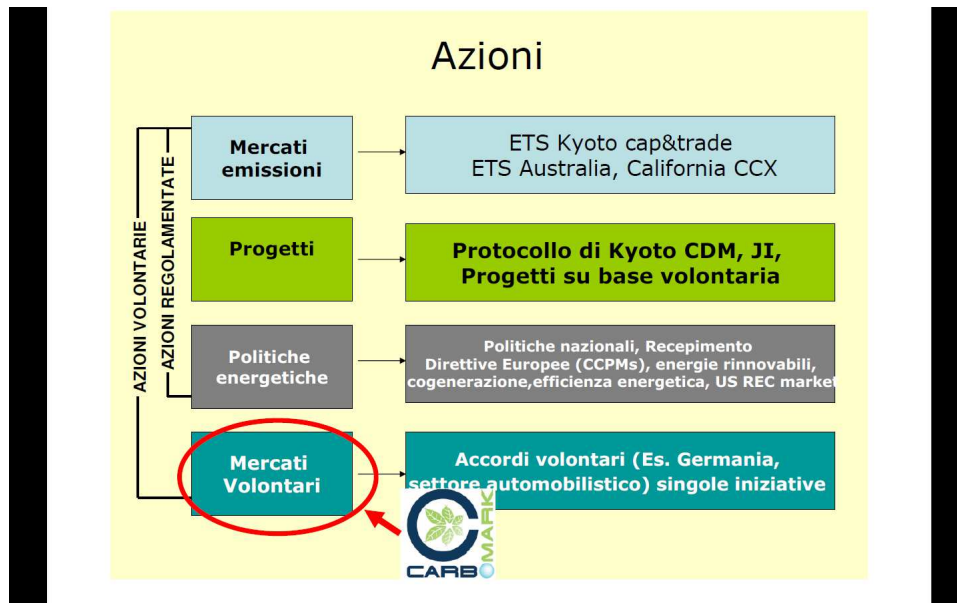 Azioni
AZIONI VOLONTARIE
AZIONI REGOLAMENTATE
Mercati
emissioni
ETS Kyoto cap&trade
ETS Australia, California CCX
Progetti
Protocollo di Kyoto CDM, JI,
Progetti su base volontaria
Politiche
energetiche
Politiche nazionali, Recepimento
Direttive Europee (CCPMs), energie rinnovabili,
cogenerazione,efficienza energetica, US REC market
Mercati
Volontari
Accordi volontari (Es. Germania,
settore automobilistico) singole iniziative
CARBOMARK